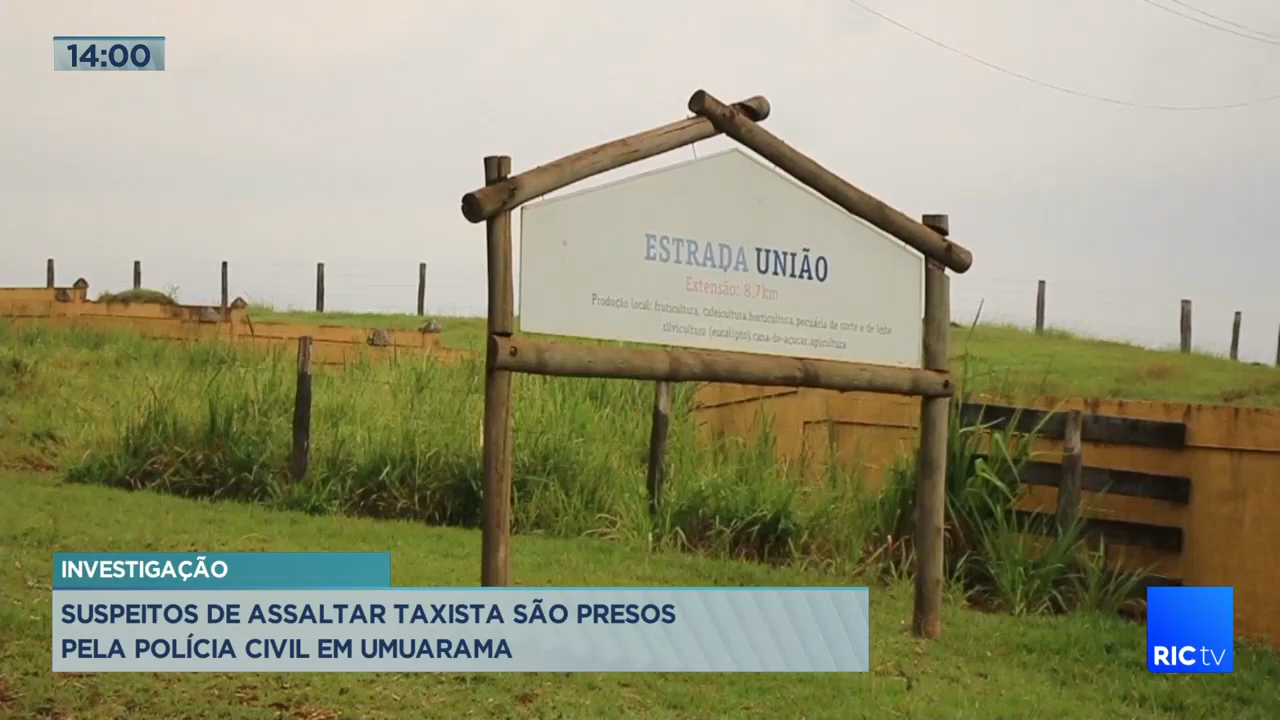 14:00
ESTRADA UNIÃO
Extensão: 8,7km
Produção local: fruticultura, cafeicultura, horticultura, pecuária de corte e de leite
silvicultura (eucalipto), cana-de-açucar, apicultura
INVESTIGAÇÃO
SUSPEITOS DE ASSALTAR TAXISTA SÃO PRESOS
PELA POLÍCIA CIVIL EM UMUARAMA
RIC tv